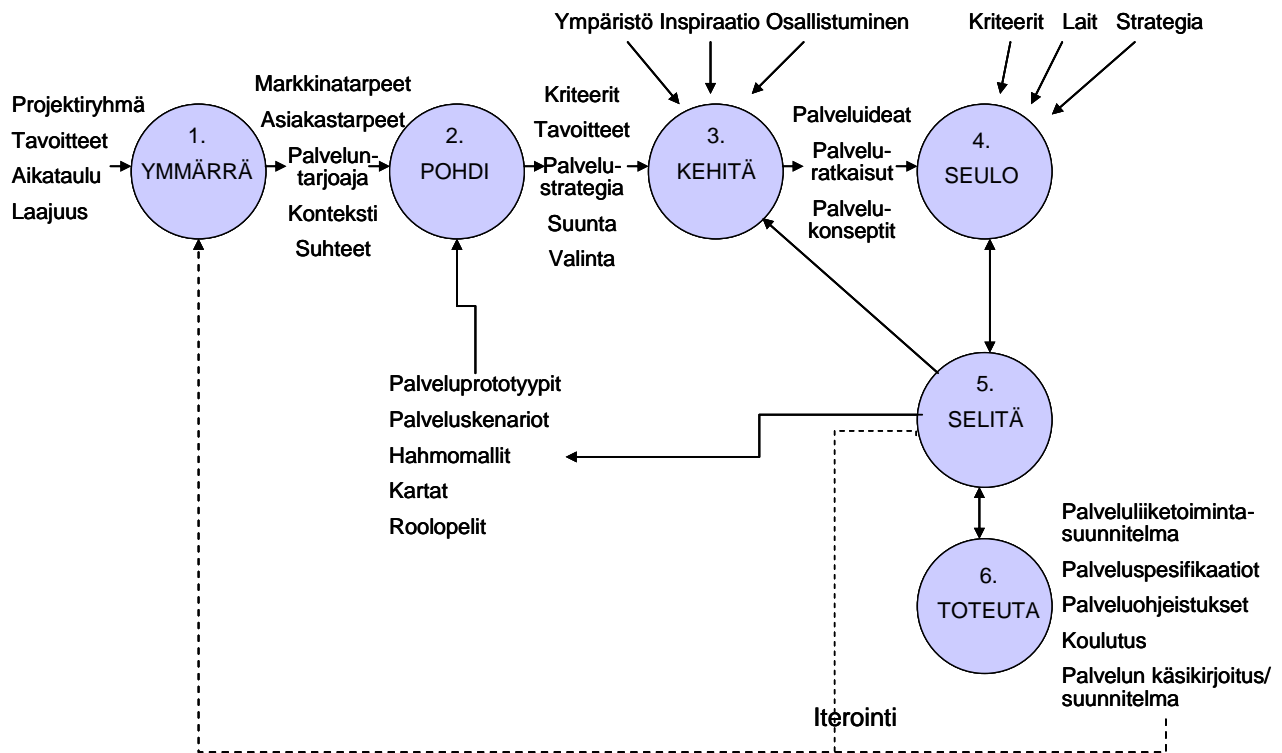 Ympäristö Inspiraatio Osallistuminen
Kriteerit Lait Strategia
Projektiryhmä
Tavoitteet
Aikataulu
Laajuus
1.
YMMÄRRÄ
Markkinatarpeet
Asiakastarpeet
Palvelun-
tarjoaja
Konteksti
Suhteet
2.
POHDI
Kriteerit
Tavoitteet
Palvelu-
strategia
Suunta
Valinta
3.
KEHITÄ
Palveluideat
Palvelu-
ratkaisut
Palvelu-
konseptit
4.
SEULO
Palveluprototyypit
Palveluskenariot
Hahmomallit
Kartat
Roolopelit
5.
SELITÄ
6.
TOTEUTA
Palveluliiketoiminta-
suunnitelma
Palveluspesifikaatiot
Palveluohjeistukset
Koulutus
Palvelun käsikirjoitus/
suunnitelma
Iterointi